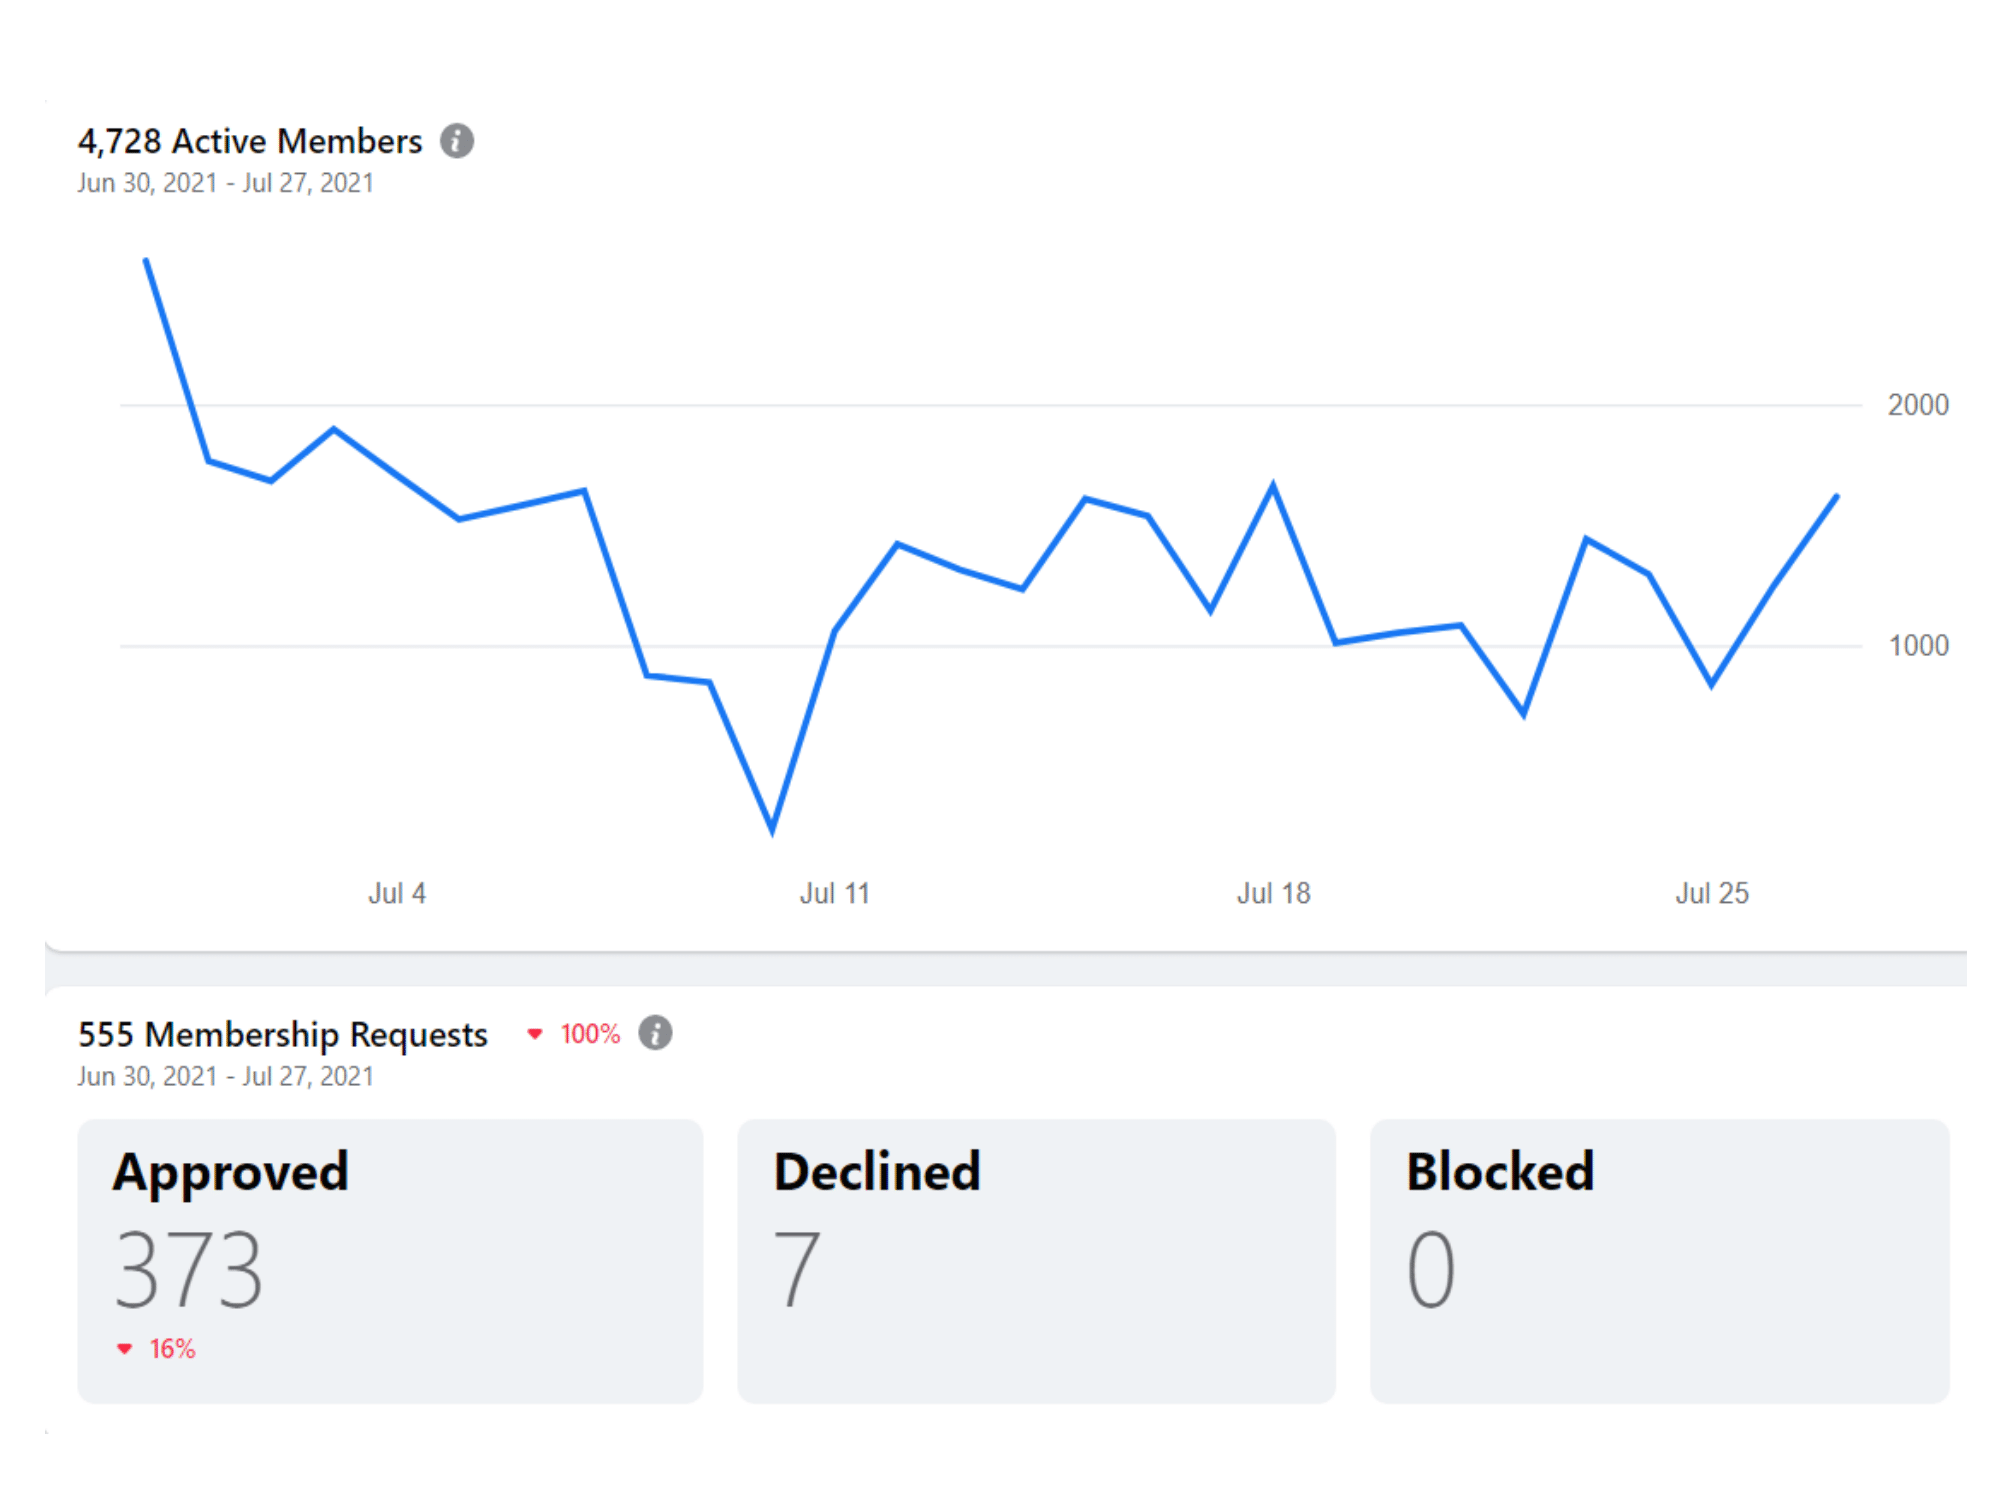 4,728 Active Members
Jun 30, 2021 - Jul 27, 2021
2000
1000
Jul 4 Jul 11 Jul 18 Jul 25
555 Membership Requests 100%
Jun 30, 2021 - Jul 27, 2021
Approved Declined Blocked
373 7 0
16%